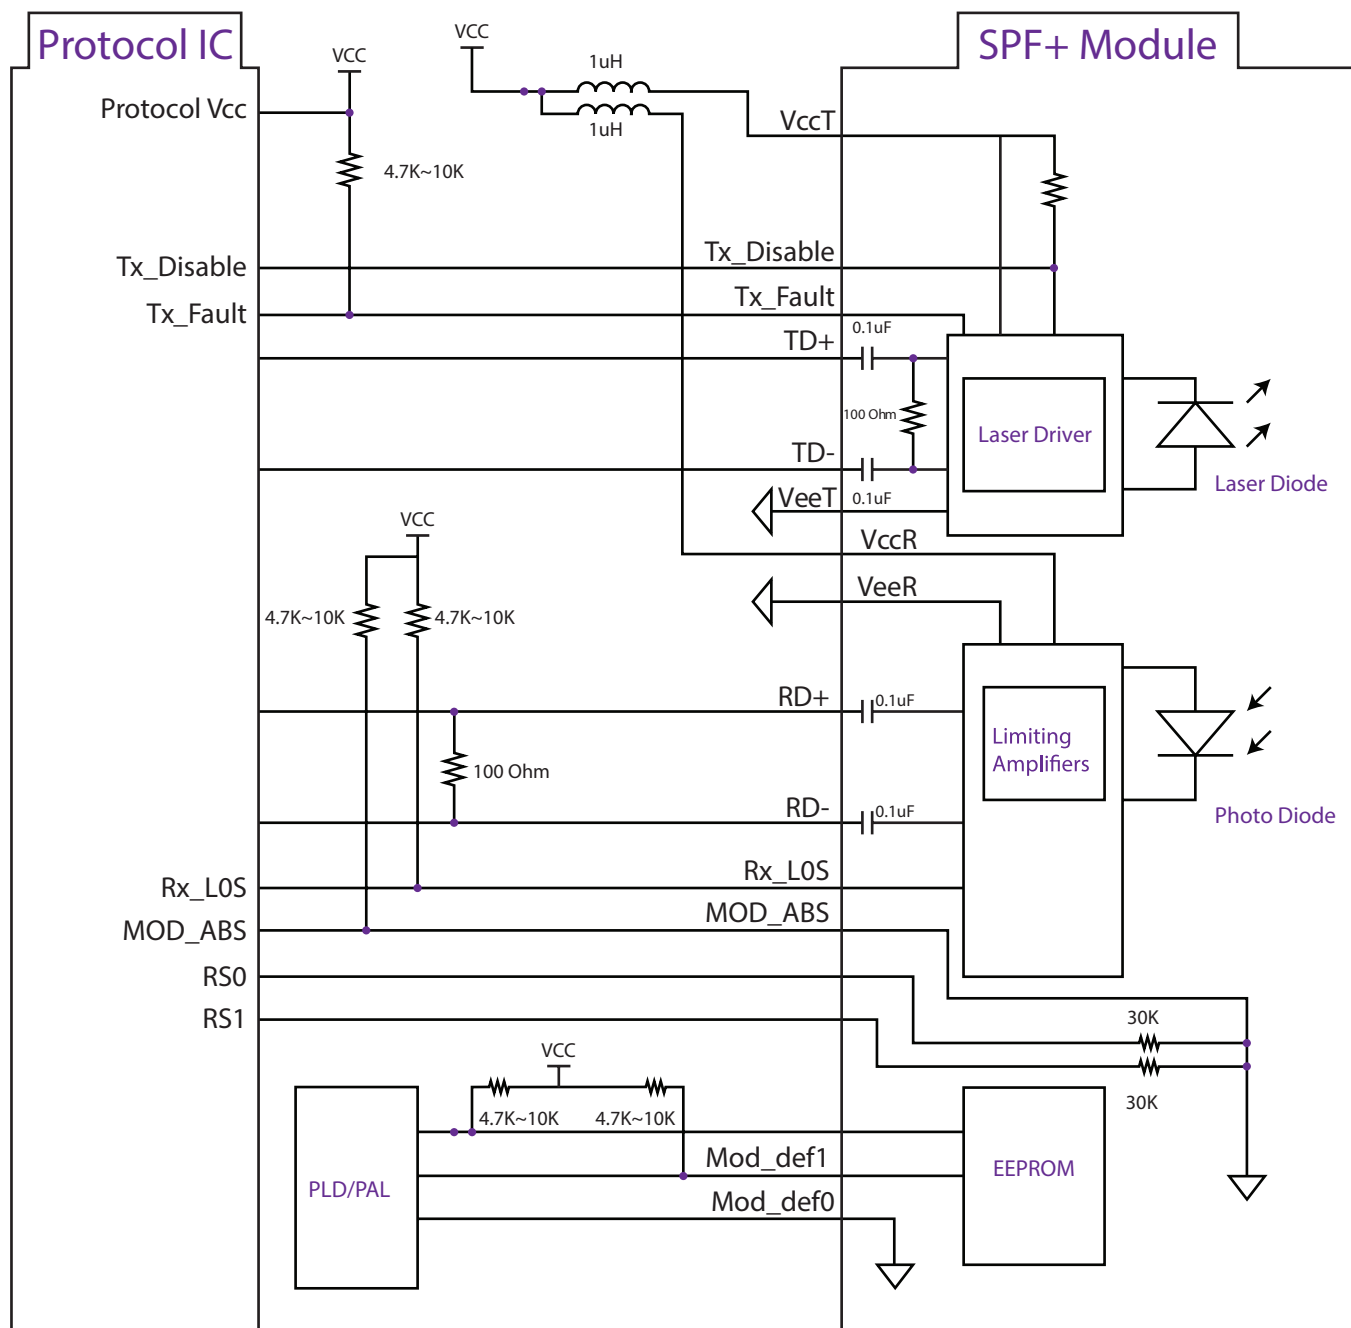 Protocol IC
SPF+ Module
VCC
VCC
1uH
1uH
Protocol Vcc
VccT
4.7K~10K
Tx_Disable
Tx_Disable
Tx_Fault
Tx_Fault
0.1uF
TD+
100 Ohm
Laser Driver
TD-
0.1uF
Laser Diode
VeeT
VCC
VccR
VeeR
4.7K~10K
4.7K~10K
RD+
0.1uF
Limiting
Amplifiers
100 Ohm
RD-
0.1uF
Photo Diode
Rx_L0S
Rx_L0S
MOD_ABS
MOD_ABS
RS0
RS1
30K
30K
VCC
4.7K~10K
4.7K~10K
Mod_def1
EEPROM
PLD/PAL
Mod_def0